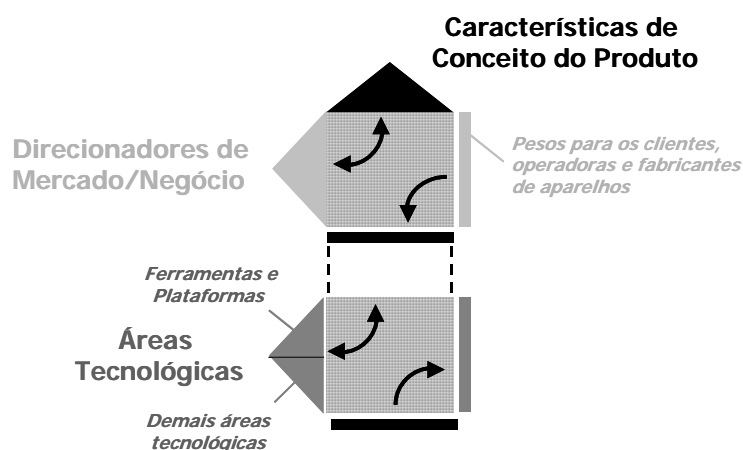 Características de
Conceito do Produto
Direcionadores de
Mercado/Negócio
Pesos para os clientes,
operadoras e fabricantes
de aparelhos
Ferramentas e
Plataformas
Áreas
Tecnológicas
Demais áreas
tecnológicas